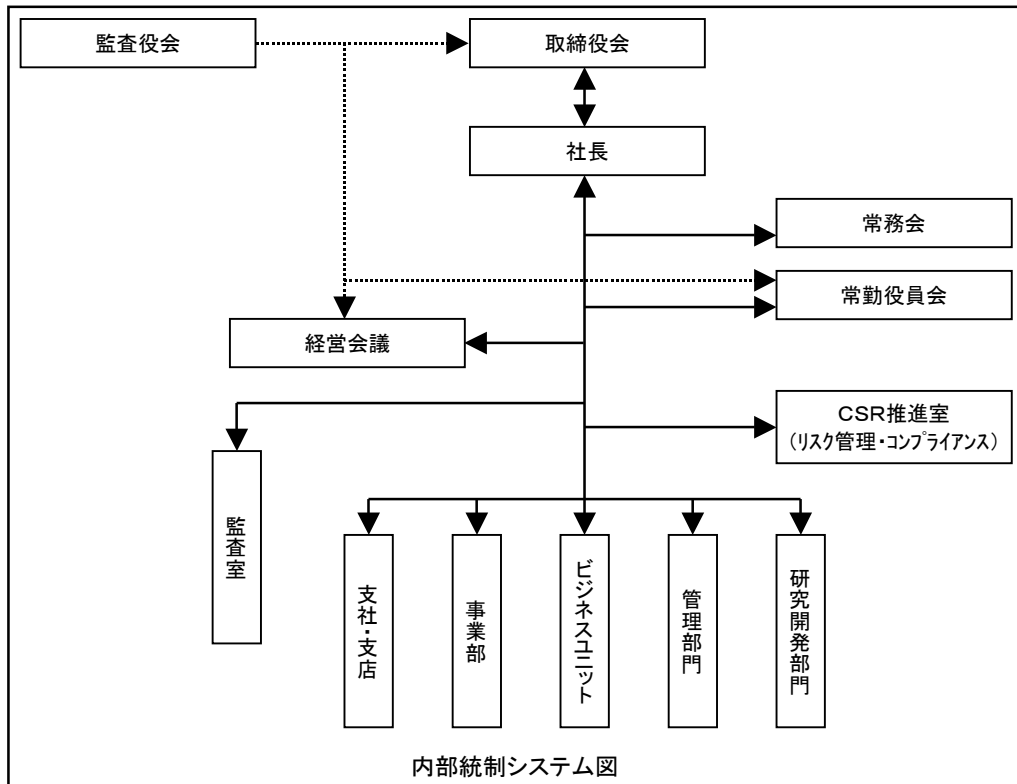 監査役会
取締役会
社長
常務会
常勤役員会
経営会議
CSR推進室
(リスク管理・コンプライアンス)
監査室
支社・支店
事業部
ビジネスユニット
管理部門
研究開発部門
内部統制システム図